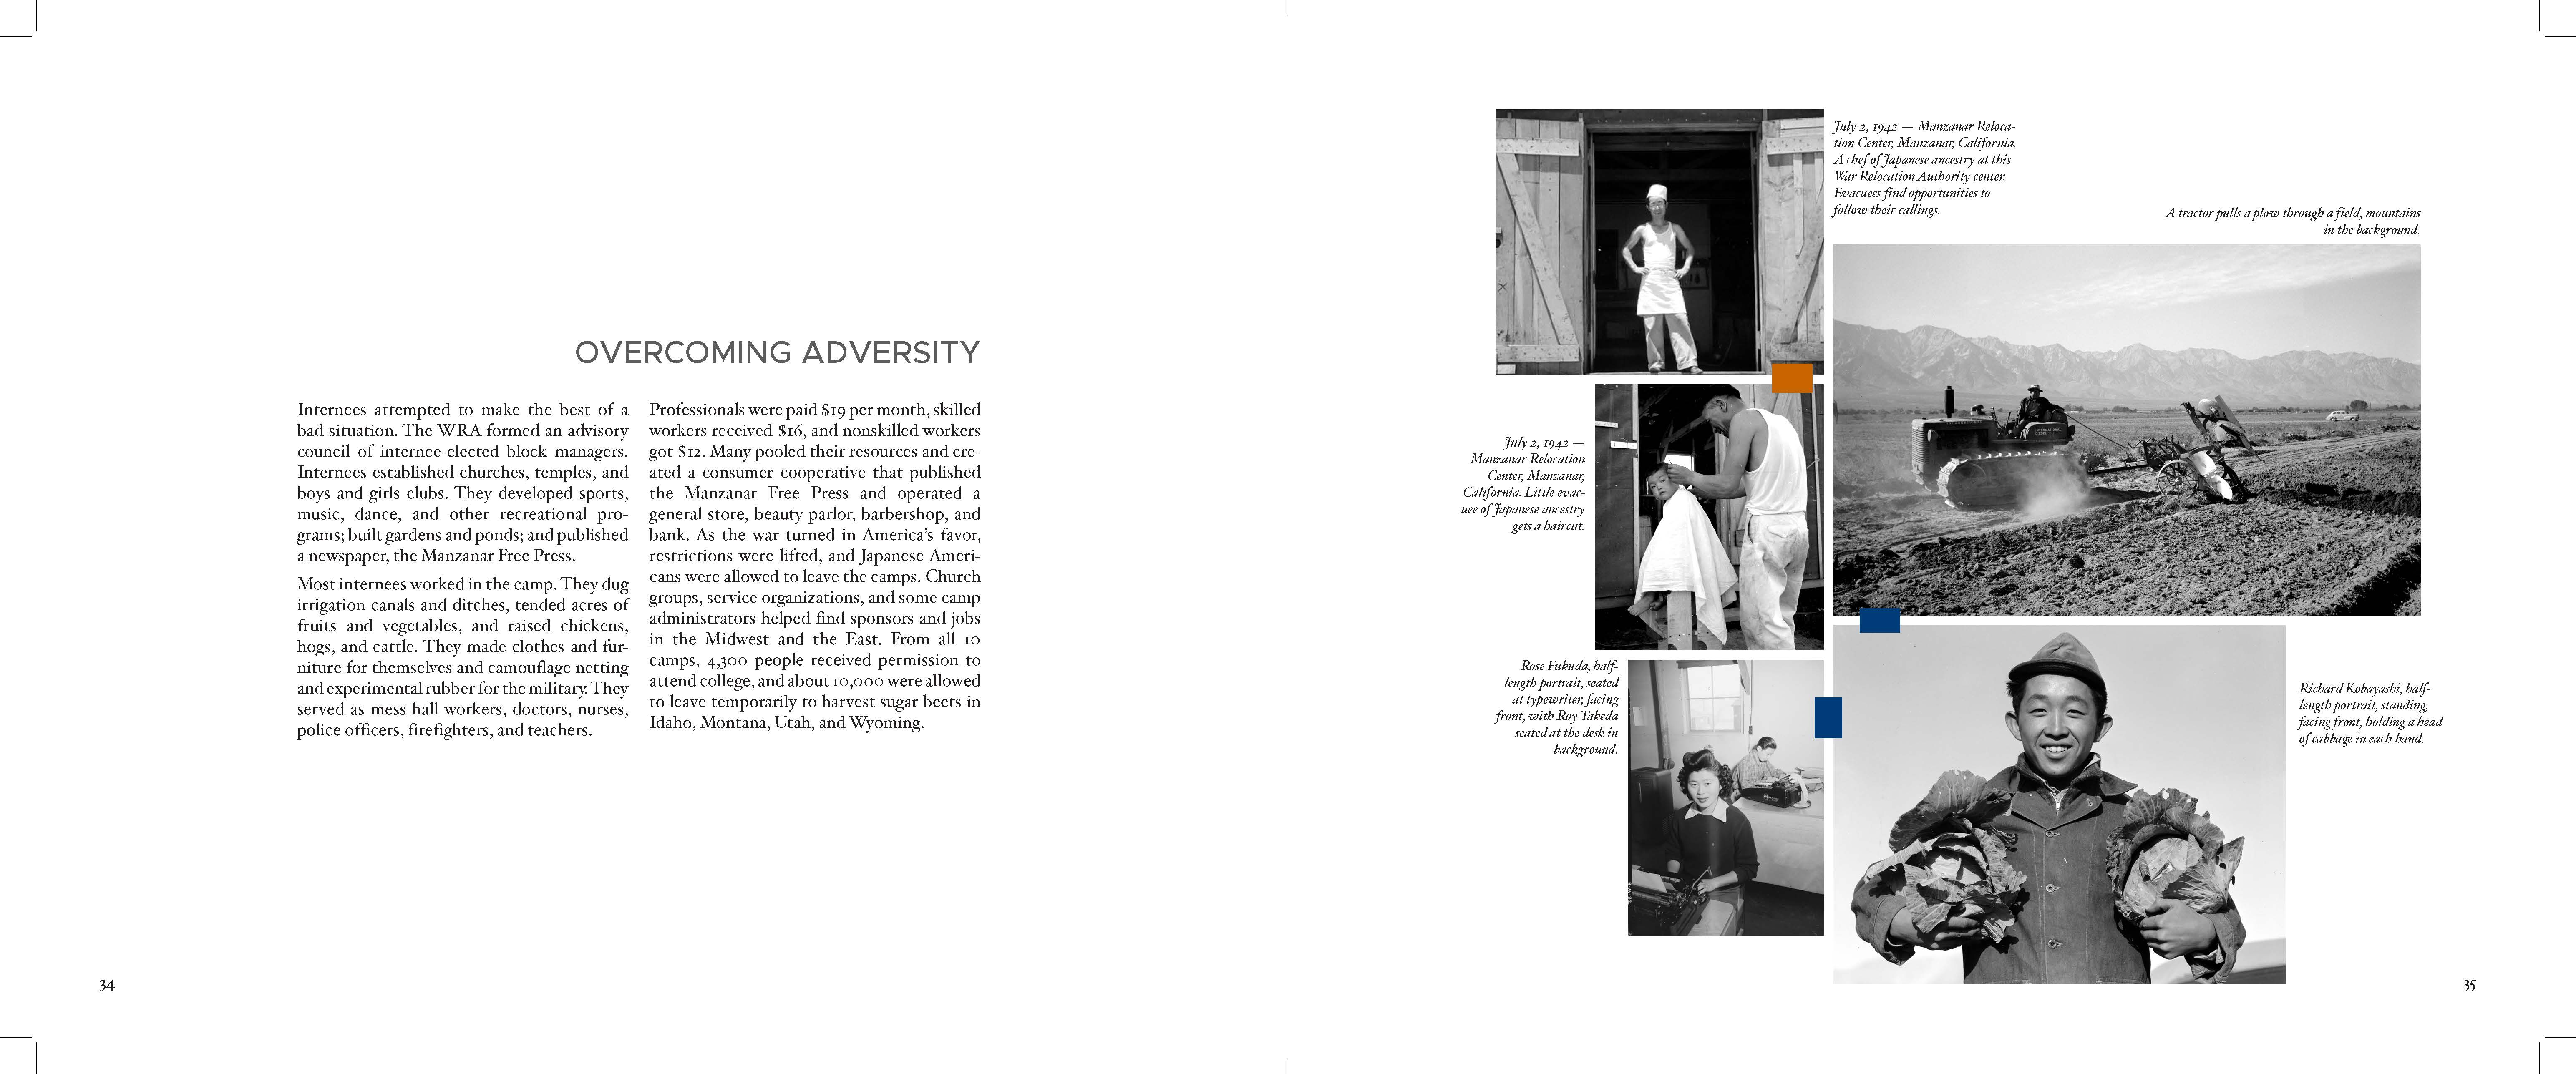 OVERCOMING ADVERSITY
Internees attempted to make the best of a
bad situation. The WRA formed an advisory
council of internee-elected block managers.
Internees established churches, temples, and
boys and girls clubs. They developed sports,
music, dance, and other recreational pro-
grams; built gardens and ponds; and published
a newspaper, the Manzanar Free Press.
Most internees worked in the camp. They dug
irrigation canals and ditches, tended acres of
fruits and vegetables, and raised chickens,
hogs, and cattle. They made clothes and fur-
niture for themselves and camouflage netting
and experimental rubber for the military. They
served as mess hall workers, doctors, nurses,
police officers, firefighters, and teachers.
Professionals were paid $19 per month, skilled
workers received $16, and nonskilled workers
got $12. Many pooled their resources and cre-
ated a consumer cooperative that published
the Manzanar Free Press and operated a
general store, beauty parlor, barbershop, and
bank. As the war turned in America's favor,
restrictions were lifted, and Japanese Ameri-
cans were allowed to leave the camps. Church
groups, service organizations, and some camp
administrators helped find sponsors and jobs
in the Midwest and the East. From all 10
camps, 4,300 people received permission to
attend college, and about 10,000 were allowed
to leave temporarily to harvest sugar beets in
Idaho, Montana, Utah, and Wyoming.
34
July 2, 1942 — Manzanar Reloca-
tion Center, Manzanar, California.
A chef of Japanese ancestry at this
War Relocation Authority center.
Evacuees find opportunities to
follow their callings.
A tractor pulls a plow through a field, mountains
in the background.
July 2, 1942 —
Manzanar Relocation
Center, Manzanar,
California. Little evac-
uee of Japanese ancestry
gets a haircut.
Rose Fukuda, half-
length portrait, seated
at typewriter, facing
front, with Roy Takeda
seated at the desk in
background.
Richard Kobayashi, half-
length portrait, standing,
facing front, holding a head
of cabbage in each hand.
35